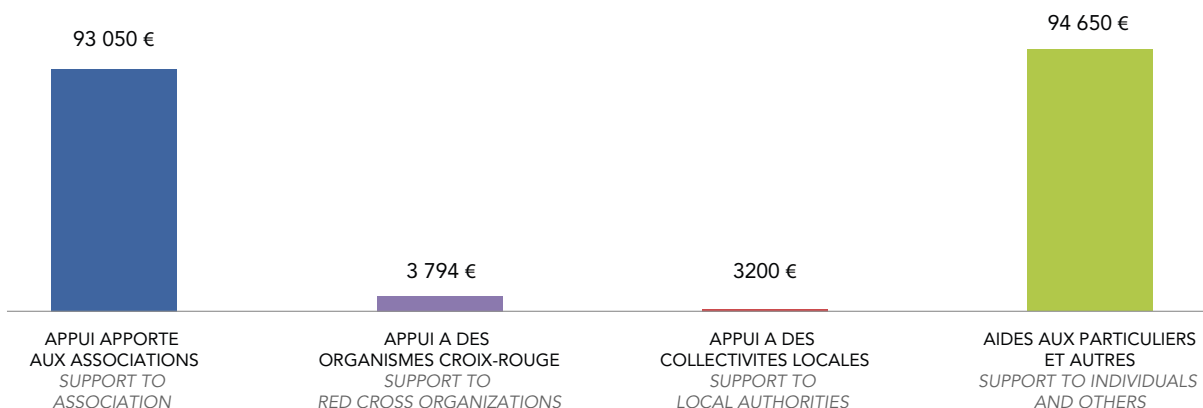 93 050 €
94 650 €
3 794 €
3200 €
APPUI APPORTE
AUX ASSOCIATIONS
SUPPORT TO
ASSOCIATION
APPUI A DES
ORGANISMES CROIX-ROUGE
SUPPORT TO
RED CROSS ORGANIZATIONS
APPUI A DES
COLLECTIVITES LOCALES
SUPPORT TO
LOCAL AUTHORITIES
AIDES AUX PARTICULIERS
ET AUTRES
SUPPORT TO INDIVIDUALS
AND OTHERS